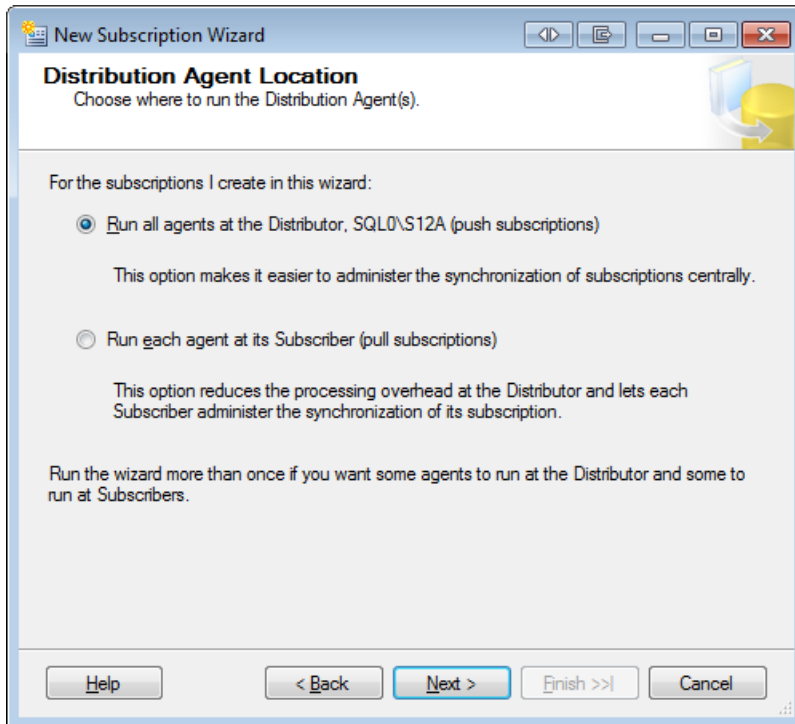 New Subscription Wizard
Distribution Agent Location
Choose where to run the Distribution Agent(s).
For the subscriptions I create in this wizard:
Run all agents at the Distributor, SQL0\S12A (push subscriptions)
This option makes it easier to administer the synchronization of subscriptions centrally.
Run each agent at its Subscriber (pull subscriptions)
This option reduces the processing overhead at the Distributor and lets each
Subscriber administer the synchronization of its subscription.
Run the wizard more than once if you want some agents to run at the Distributor and some to
run at Subscribers.
Help < Back Next > Finish >>| Cancel